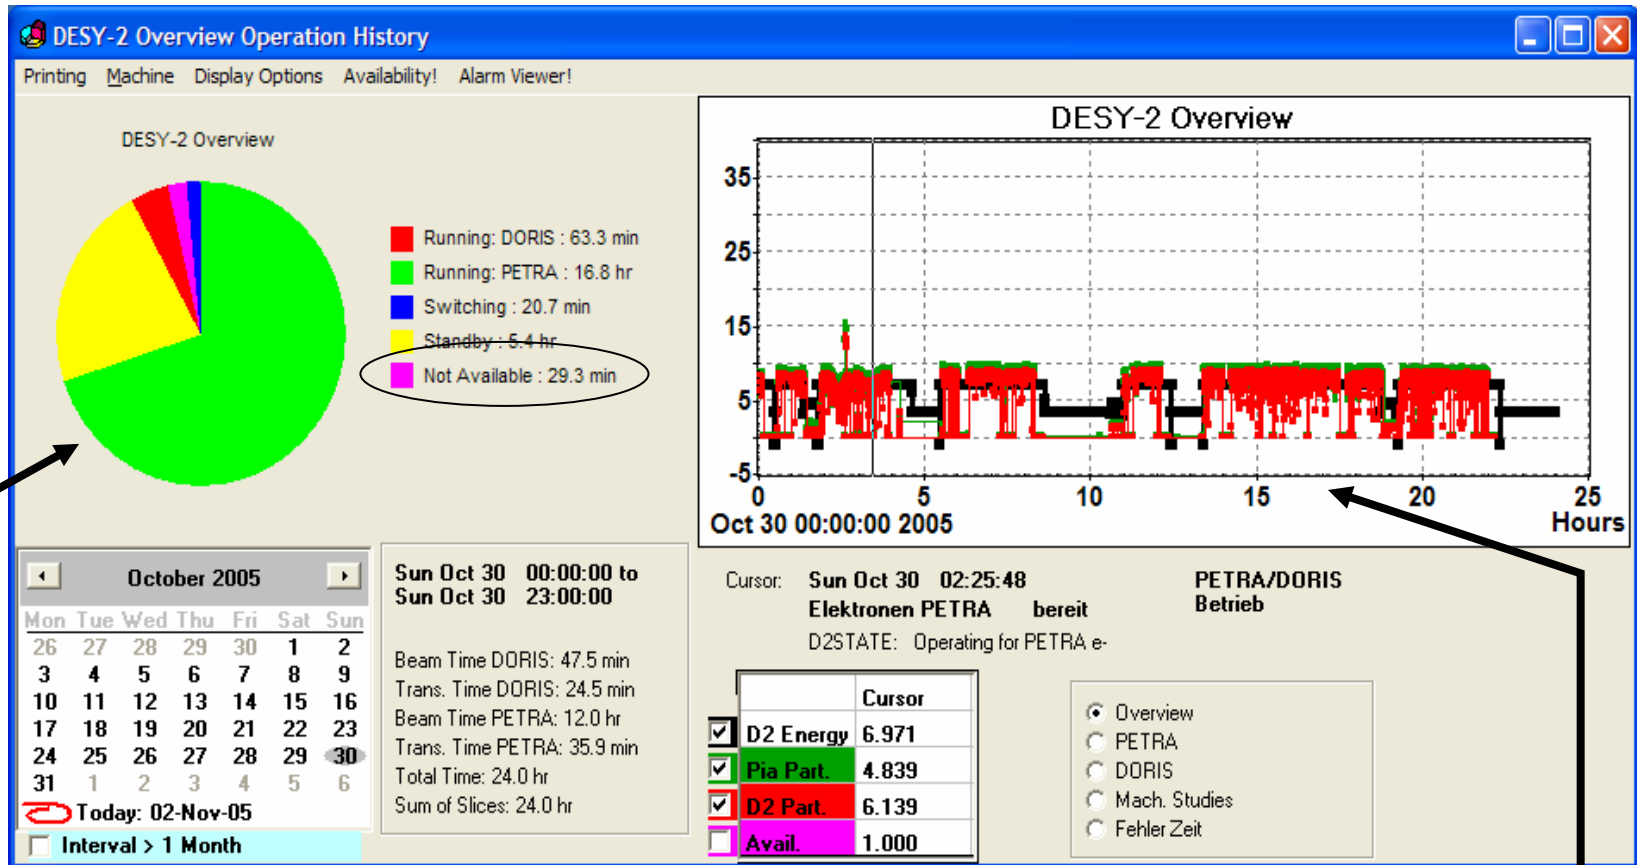 DESY-2 Overview Operation History
Printing Machine Display Options Availability! Alarm Viewer!
DESY-2 Overview
Running: DORIS : 63.3 min
Running: PETRA : 16.8 hr
Switching : 20.7 min
Standby : 5.4 hr
Not Available : 29.3 min
DESY-2 Overview
35
25
15
5
-5
0 5 10 15 20 25
Oct 30 00:00:00 2005 Hours
October 2005
Mon Tue Wed Thu Fri Sat Sun
26 27 28 29 30 1 2
3 4 5 6 7 8 9
10 11 12 13 14 15 16
17 18 19 20 21 22 23
24 25 26 27 28 29 30
31 1 2 3 4 5 6
Today: 02-Nov-05
Interval > 1 Month
Sun Oct 30 00:00:00 to
Sun Oct 30 23:00:00
Beam Time DORIS: 47.5 min
Trans. Time DORIS: 24.5 min
Beam Time PETRA: 12.0 hr
Trans. Time PETRA: 35.9 min
Total Time: 24.0 hr
Sum of Slices: 24.0 hr
Cursor: Sun Oct 30 02:25:48 PETRA/DORIS
Elektronen PETRA bereit Betrieb
D2STATE: Operating for PETRA e-
Cursor
D2 Energy 6.971
Pia Part. 4.839
D2 Part. 6.139
Avail. 1.000
Overview
PETRA
DORIS
Mach. Studies
Fehler Zeit